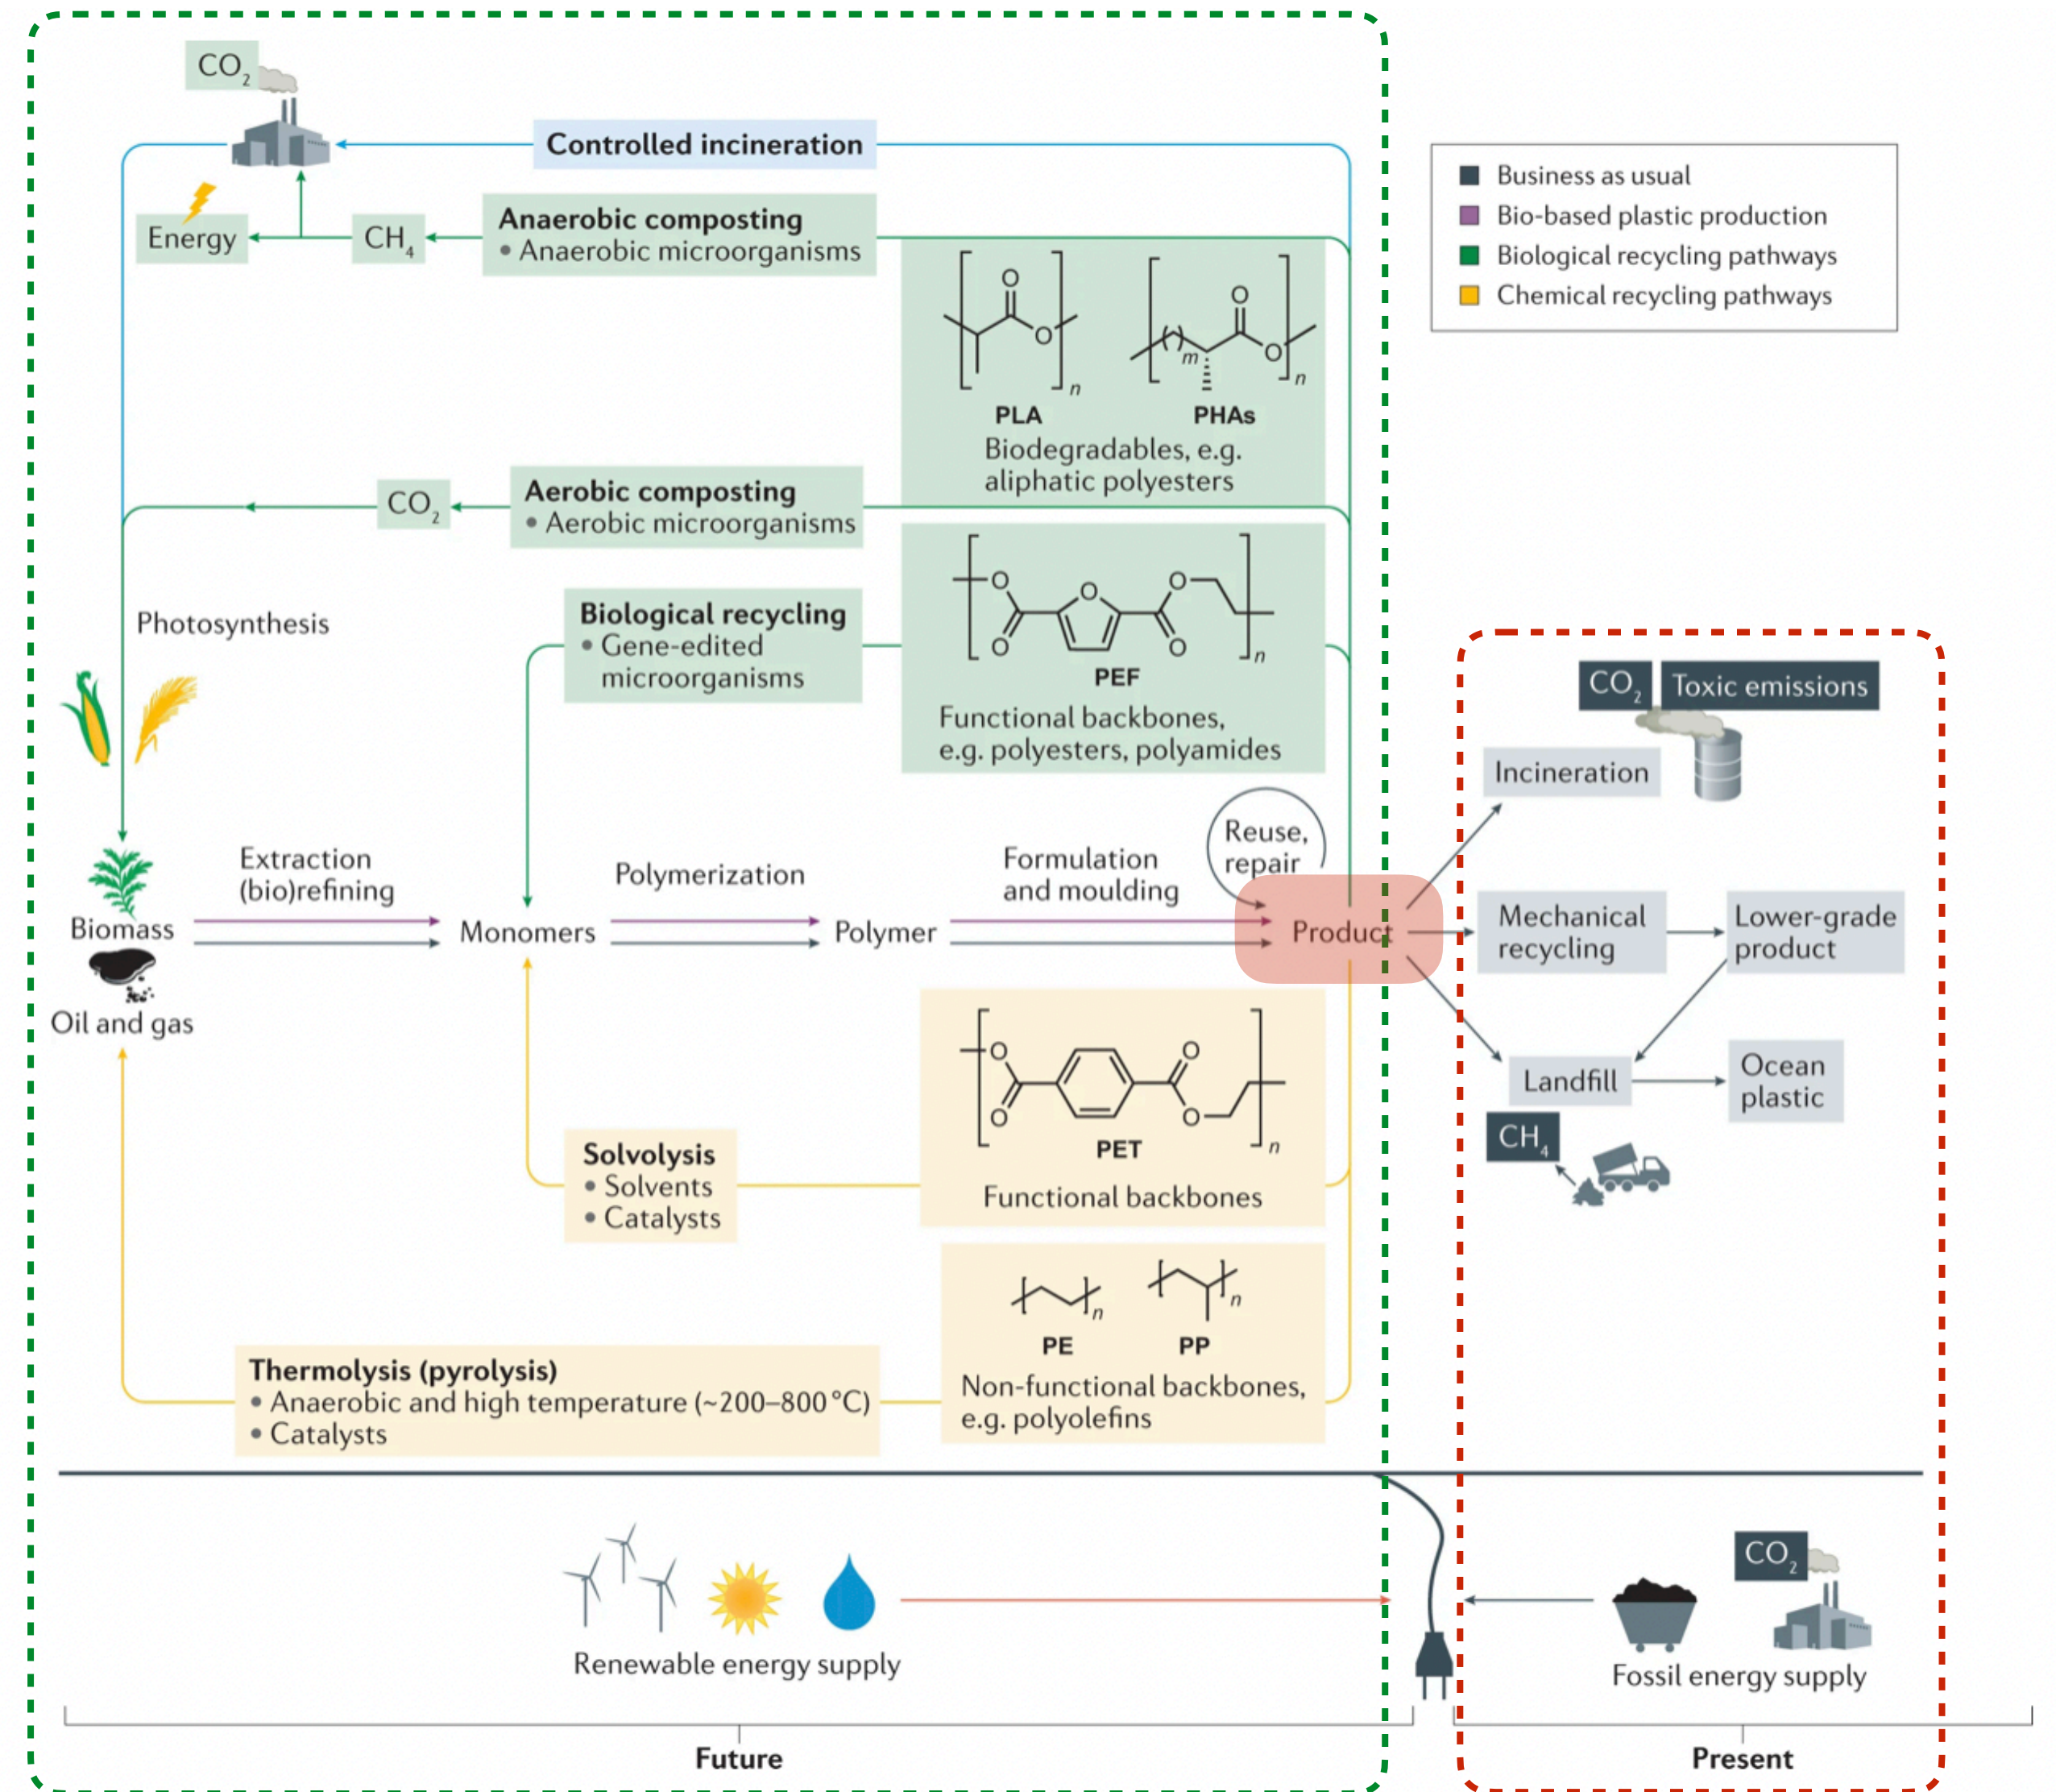 CO₂
Controlled incineration
Energy
CH₄
Anaerobic composting
• Anaerobic microorganisms
O
O
n
PLA
m
O
O
n
PHAs
Biodegradables, e.g.
aliphatic polyesters
CO₂
Aerobic composting
• Aerobic microorganisms
Photosynthesis
Biological recycling
• Gene-edited
microorganisms
O
O
O
O
O
n
PEF
Functional backbones,
e.g. polyesters, polyamides
Reuse,
repair
Biomass
Oil and gas
Extraction
(bio)refining
Monomers
Polymerization
Polymer
Formulation
and moulding
Product
O
O
O
O
n
PET
Functional backbones
Solvolysis
• Solvents
• Catalysts
n
PE
n
PP
Non-functional backbones,
e.g. polyolefins
Thermolysis (pyrolysis)
• Anaerobic and high temperature (~200–800 °C)
• Catalysts
Business as usual
Bio-based plastic production
Biological recycling pathways
Chemical recycling pathways
CO₂
Toxic emissions
Incineration
Mechanical
recycling
Lower-grade
product
Landfill
Ocean
plastic
CH₄
Renewable energy supply
CO₂
Fossil energy supply
Future
Present